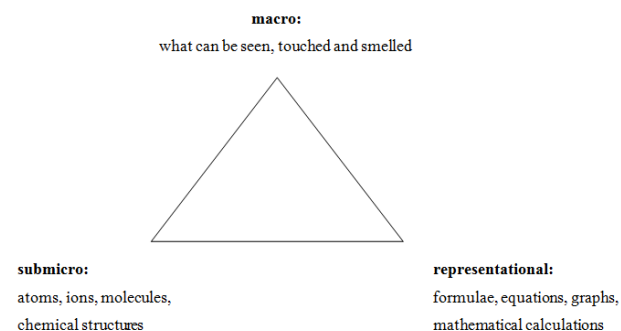 macro:
what can be seen, touched and smelled
submicro:
atoms, ions, molecules,
chemical structures
representational:
formulae, equations, graphs,
mathematical calculations